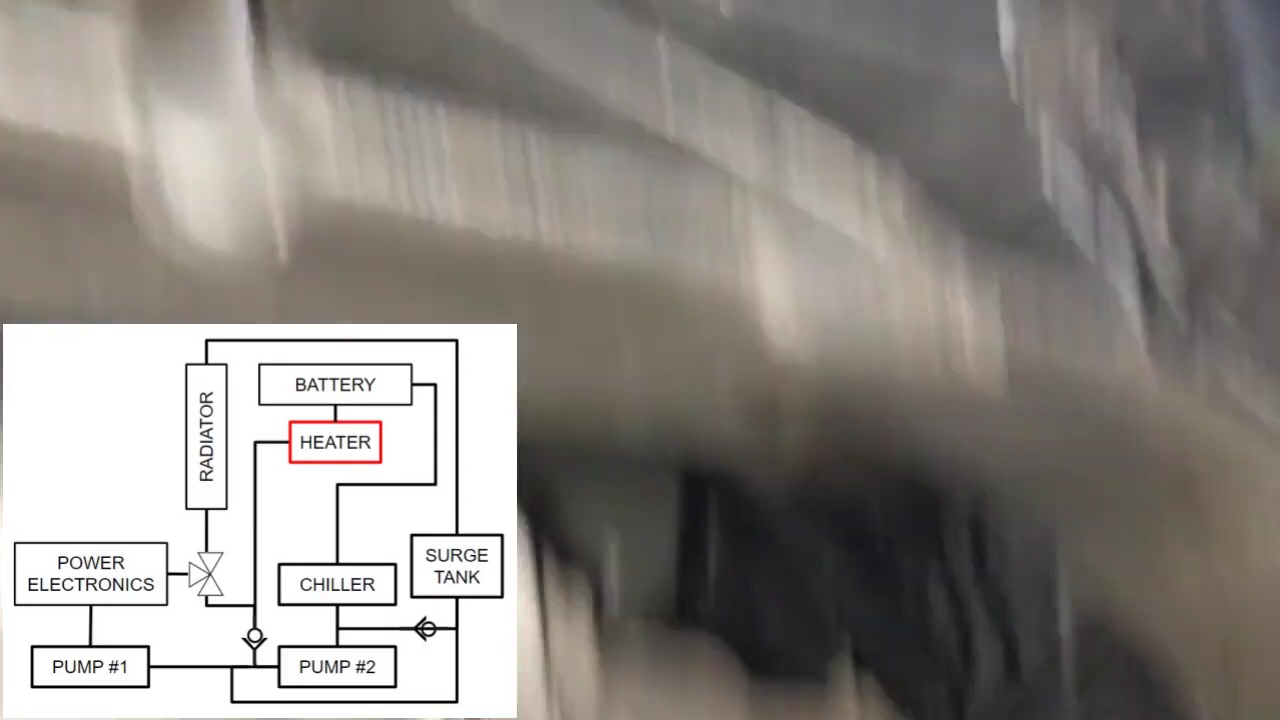 BATTERY
RADIATOR
HEATER
POWER
ELECTRONICS
CHILLER
SURGE
TANK
PUMP #1
PUMP #2